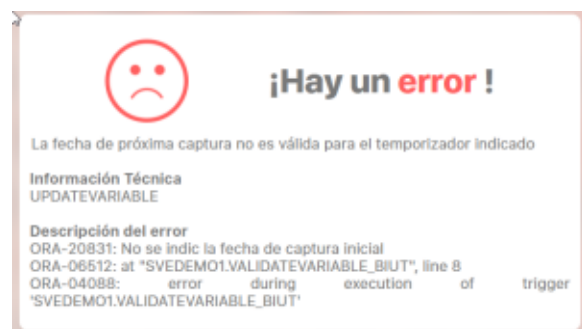 ¡Hay un error !
La fecha de próxima captura no es válida para el temporizador indicado
Información Técnica
UPDATEVARIABLE
Descripción del error
ORA-20831: No se indic la fecha de captura inicial
ORA-06512: at "SVEDEMO1.VALIDATEVARIABLE_BIUT", line 8
ORA-04088: error during execution of trigger
'SVEDEMO1.VALIDATEVARIABLE_BIUT'